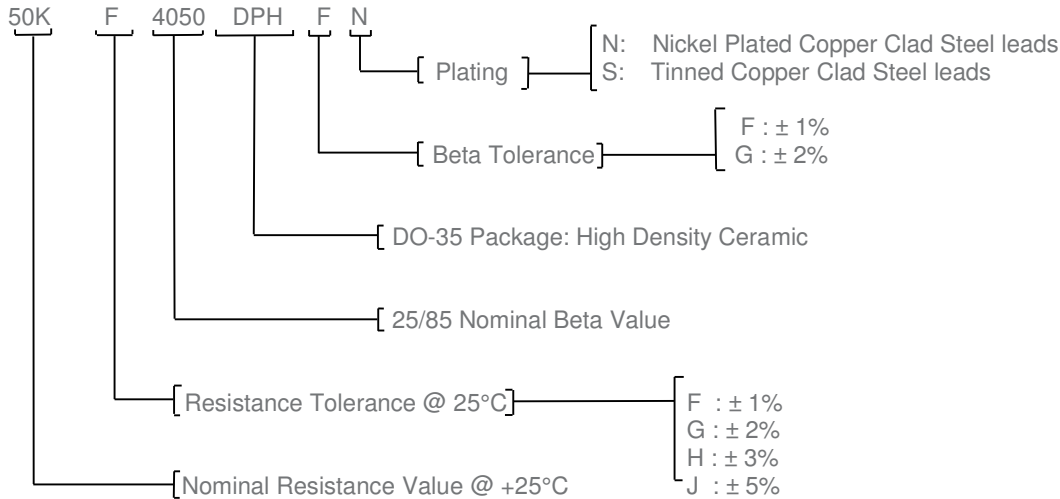 50K F 4050 DPH F N
N: Nickel Plated Copper Clad Steel leads
Plating S: Tinned Copper Clad Steel leads
F : ± 1%
Beta Tolerance G : ± 2%
DO-35 Package: High Density Ceramic
25/85 Nominal Beta Value
Resistance Tolerance @ 25°C F : ± 1%
G : ± 2%
H : ± 3%
Nominal Resistance Value @ +25°C J : ± 5%